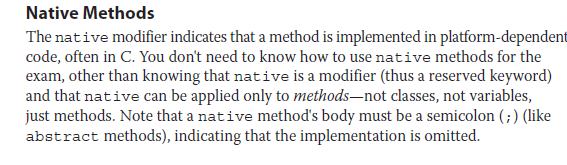 Native Methods
The native modifier indicates that a method is implemented in platform-dependent
code, often in C. You don't need to know how to use native methods for the
exam, other than knowing that native is a modifier (thus a reserved keyword)
and that native can be applied only to methods—not classes, not variables,
just methods. Note that a native method's body must be a semicolon (;) (like
abstract methods), indicating that the implementation is omitted.